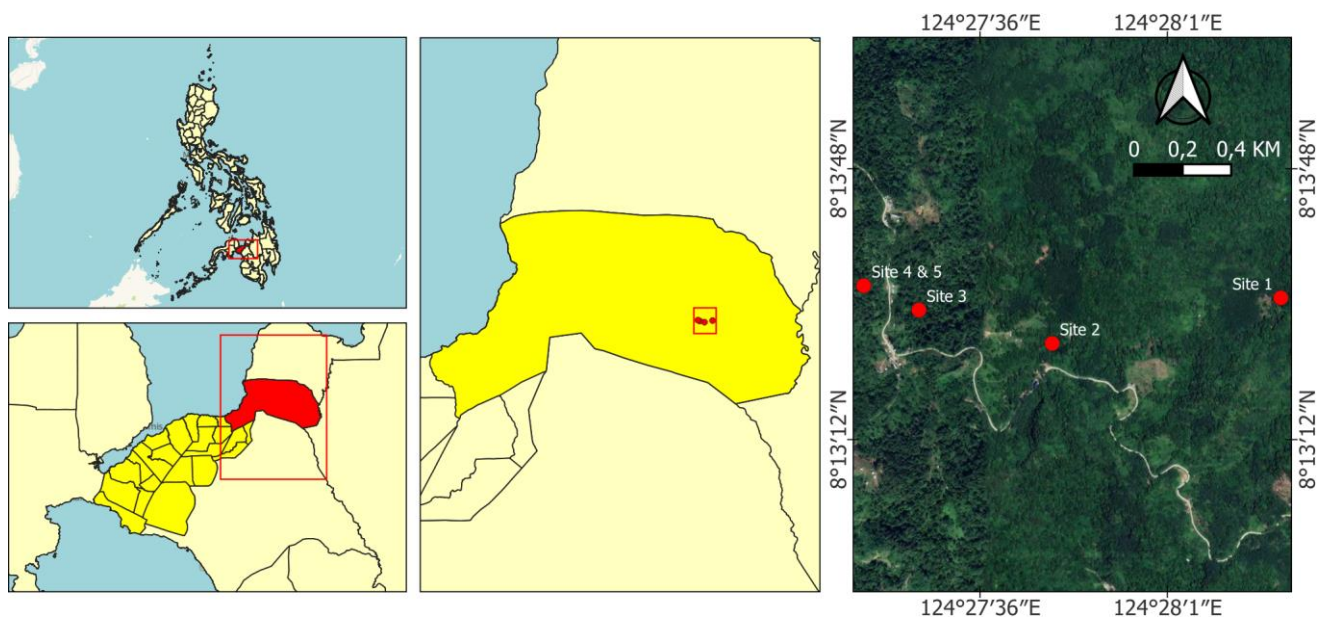 124°27′36″E 124°28′1″E
8°13′48″N
8°13′48″N
0 0,2 0,4 KM
Site 4 & 5
Site 3
Site 1
Site 2
8°13′12″N
8°13′12″N
124°27′36″E 124°28′1″E